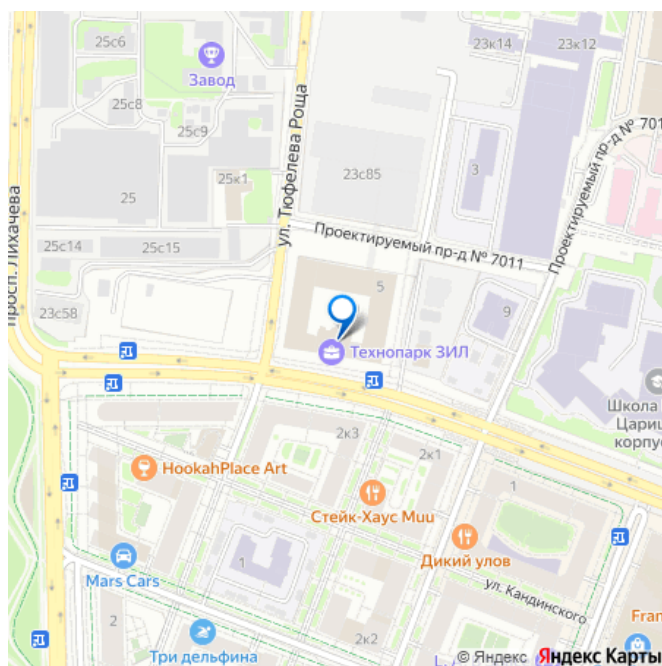 25с6
Завод
25с8
25с9
ул. Тюфелева Роща
23к14
23к12
3
25
25к1
23с85
просп. Лихачева
Проектируемый пр-д № 701
25с14
25с15
Проектируемый пр-д № 7011
23с58
5
9
Технопарк ЗИЛ
Школа
Цариц
корпус
2к3
2к1
HookahPlace Art
Стейк-Хаус Muu
1
Дикий улов
1
Mars Cars
ул. Кандинского
2
2к2
Три дельфина
Fran
© Яндекс Яндекс Карты